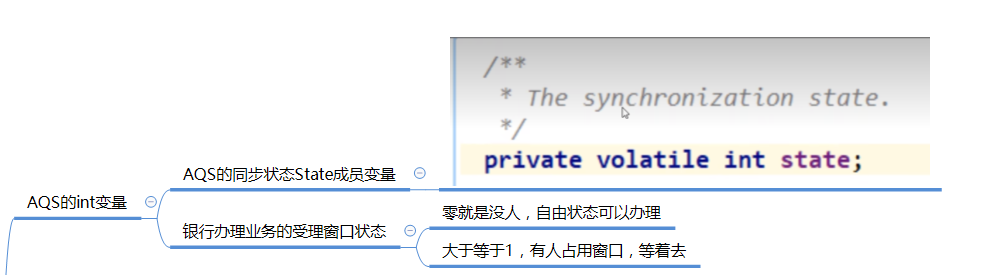 /**
* The synchronization state.
*/
private volatile int state;
AQS的同步状态State成员变量
AQS的int变量
零就是没人，自由状态可以办理
银行办理业务的受理窗口状态
大于等于1，有人占用窗口，等着去